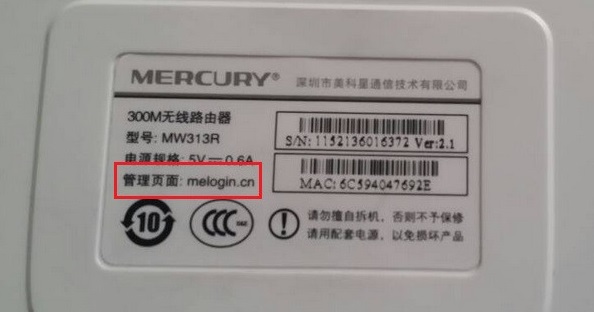 MERCURY® 深圳市美科星通信技术有限公司
300M无线路由器
型号: MW313R
电源规格: 5V⎓0.6A
管理页面: melogin.cn
S/N: 1152136016372 Ver:2.1
MAC: 6C594047692E
10
CCC S&E
请勿擅自拆机，否则不予保修
请用配套电源，以免损坏产品